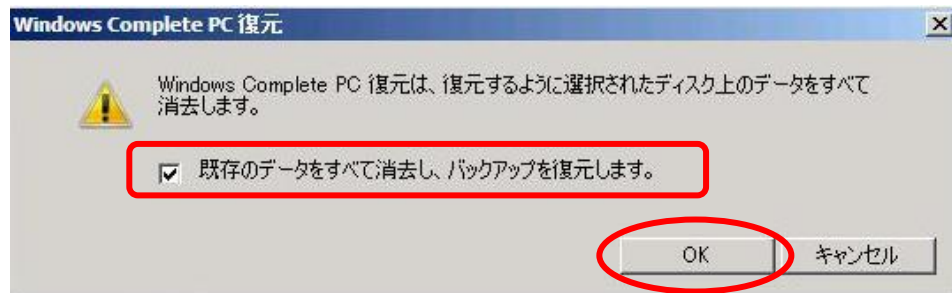 Windows Complete PC 復元
Windows Complete PC 復元は、復元するように選択されたディスク上のデータをすべて
消去します。
既存のデータをすべて消去し、バックアップを復元します。
OK
キャンセル